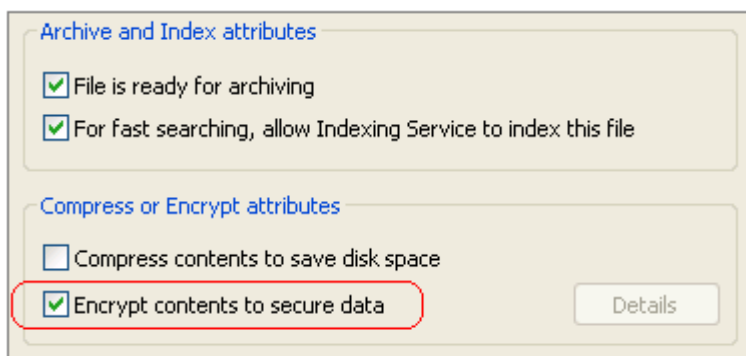 Archive and Index attributes
File is ready for archiving
For fast searching, allow Indexing Service to index this file
Compress or Encrypt attributes
Compress contents to save disk space
Encrypt contents to secure data
Details